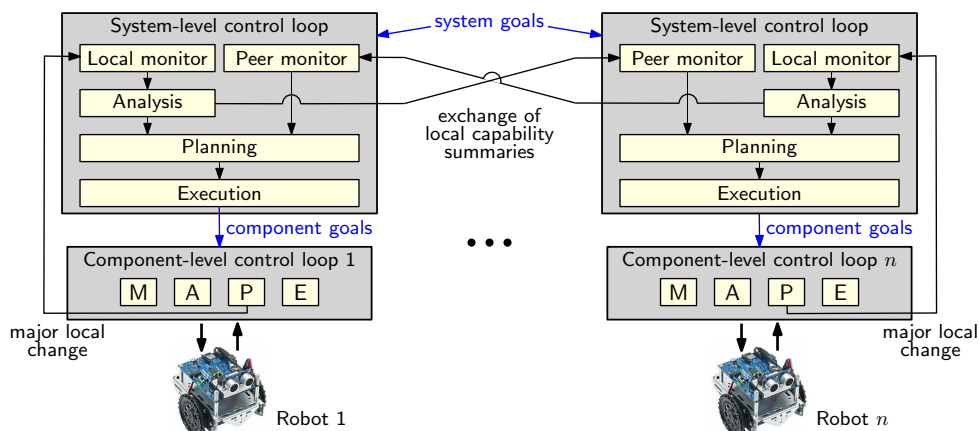 system goals
System-level control loop
Local monitor
Peer monitor
Analysis
Planning
Execution
component goals
Component-level control loop 1
M A P E
major local
change
Robot 1
exchange of
local capability
summaries
System-level control loop
Peer monitor
Local monitor
Analysis
Planning
Execution
component goals
Component-level control loop n
M A P E
major local
change
Robot n